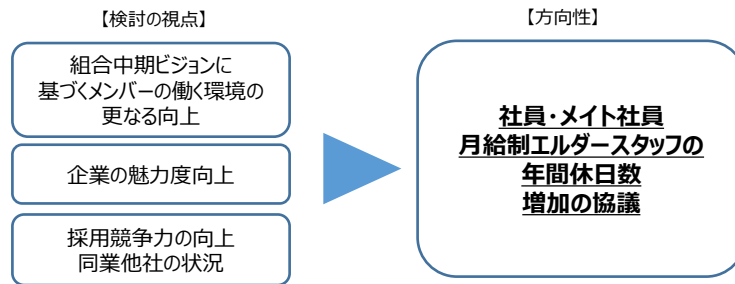 【検討の視点】
組合中期ビジョンに
基づくメンバーの働く環境の
更なる向上
企業の魅力度向上
採用競争力の向上
同業他社の状況
【方向性】
社員・メイト社員
月給制エルダースタッフの
年間休日数
増加の協議